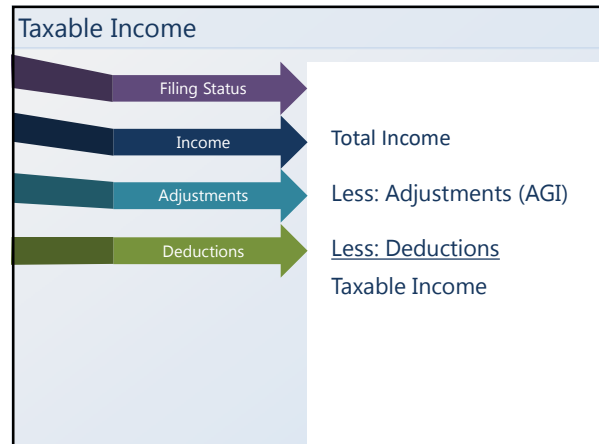 Taxable Income
Filing Status
Income
Total Income
Adjustments
Less: Adjustments (AGI)
Deductions
Less: Deductions
Taxable Income